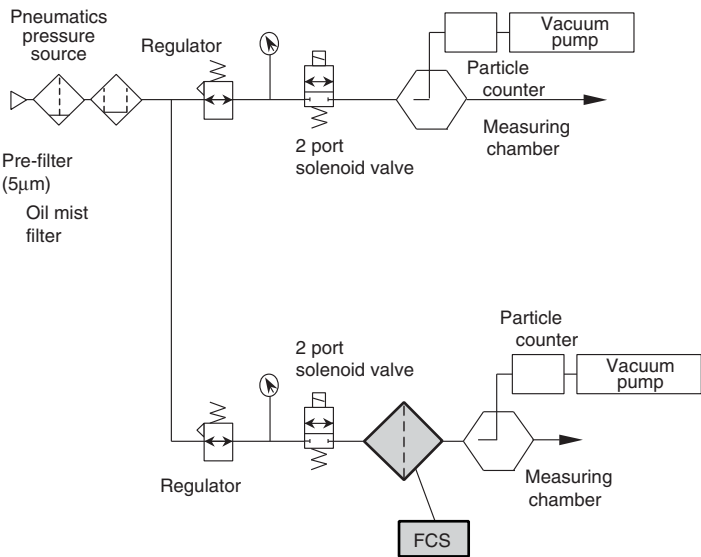 Pneumatics
pressure
source
Regulator
Vacuum
pump
Particle
counter
Measuring
chamber
2 port
solenoid valve
Pre-filter
(5μm)
Oil mist
filter
Particle
counter
2 port
solenoid valve
Vacuum
pump
Regulator
Measuring
chamber
FCS